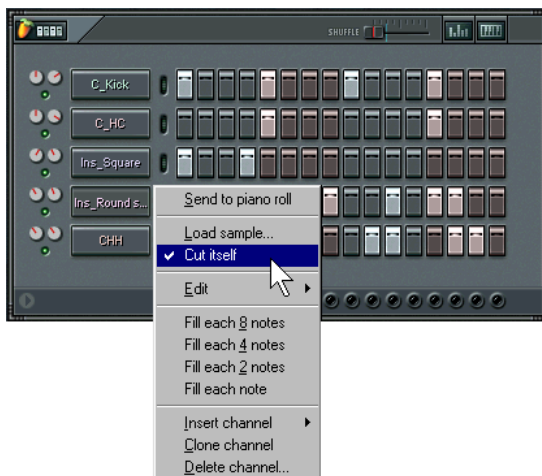 SHUFFLE
C_Kick
C_HC
Ins_Square
Ins_Round s...
CHH
Send to piano roll
Load sample...
Cut itself
Edit
Fill each 8 notes
Fill each 4 notes
Fill each 2 notes
Fill each note
Insert channel
Clone channel
Delete channel...